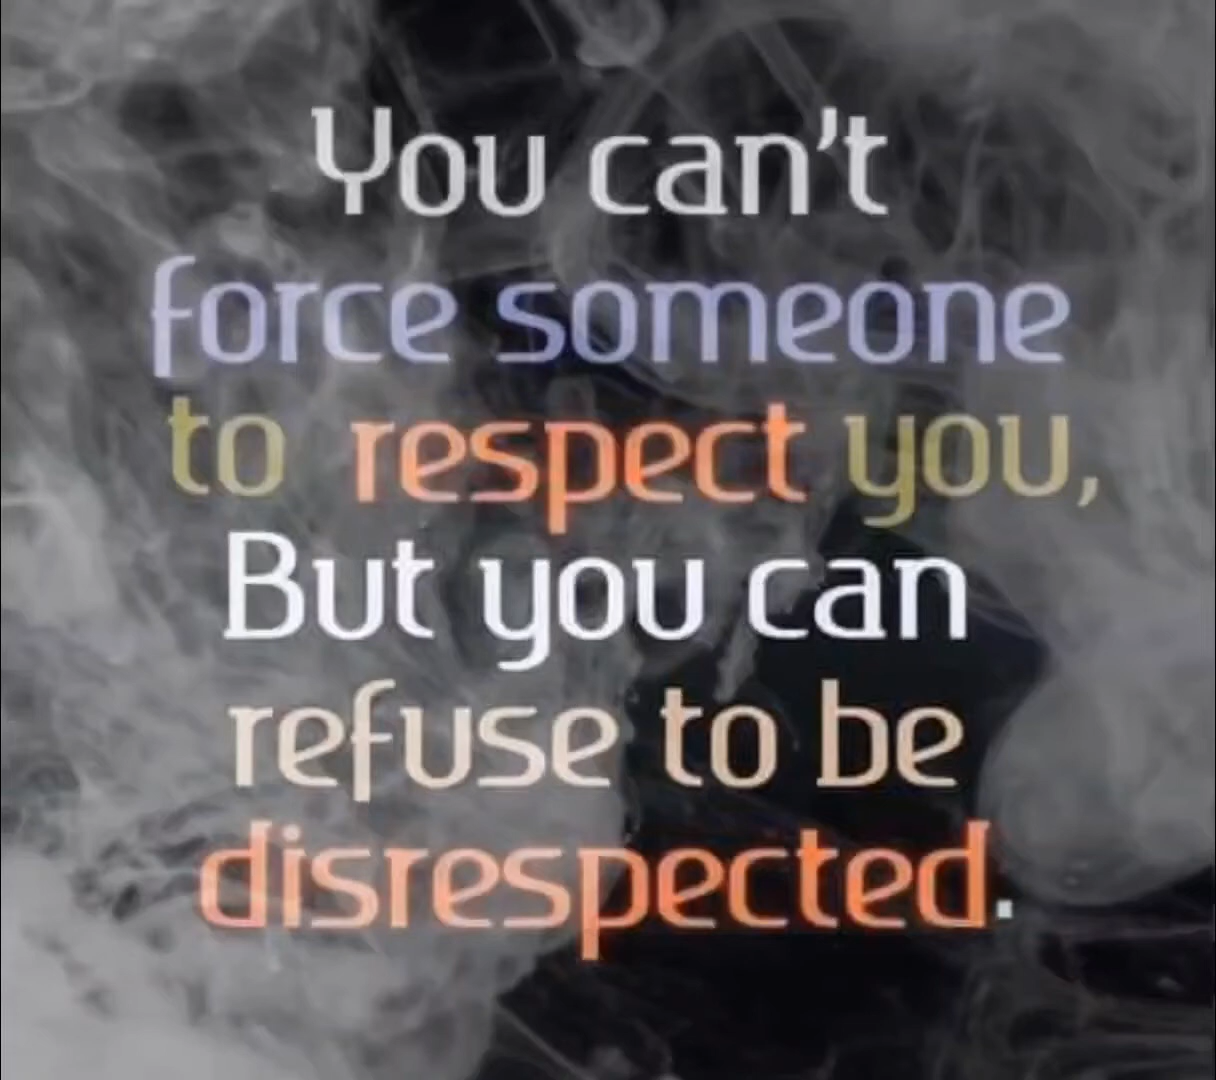 You can't
force someone
to respect you,
But you can
refuse to be
disrespected.